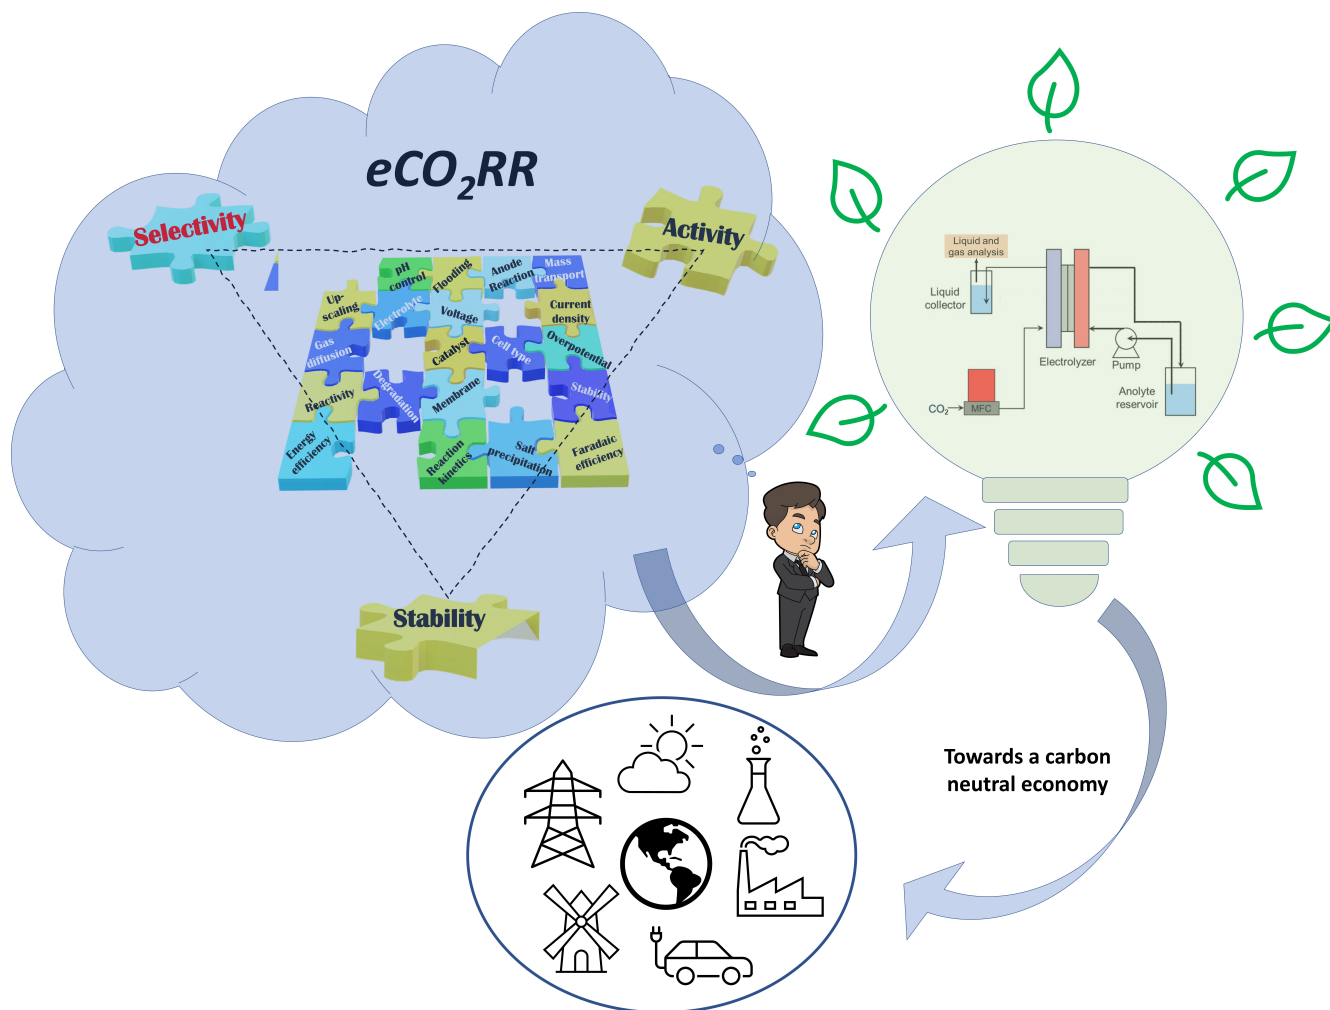 eCO₂RR
Selectivity
Activity
pH
control
Flooding
Anode
Reaction
Mass
transport
Up-
scaling
Electrolyte
Voltage
Current
density
Gas
diffusion
Catalyst
Cell type
Overpotential
Reactivity
Degradation
Membrane
Stability
Energy
efficiency
Reaction
kinetics
Salt
precipitation
Faradaic
efficiency
Stability
Liquid and
gas analysis
Liquid
collector
Electrolyzer
Pump
Anolyte
reservoir
CO₂
MFC
Towards a carbon
neutral economy